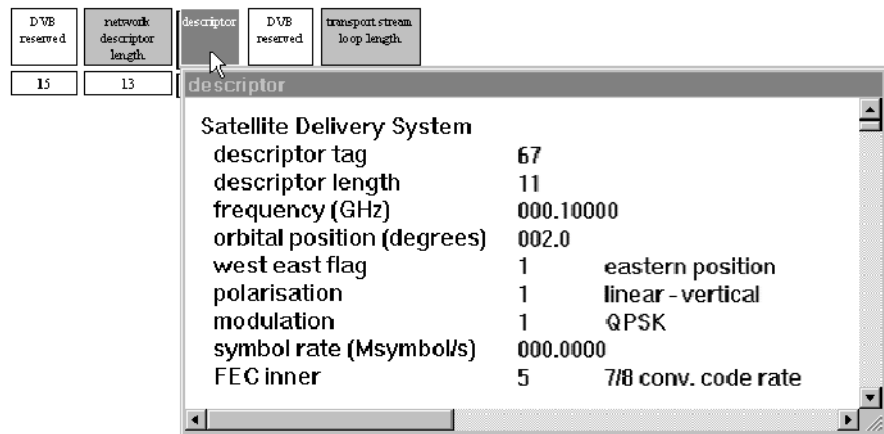 DVB reserved
network descriptor length
descriptor
DVB reserved
transport stream loop length
15
13
descriptor
Satellite Delivery System
descriptor tag 67
descriptor length 11
frequency (GHz) 000.10000
orbital position (degrees) 002.0
west east flag 1 eastern position
polarisation 1 linear - vertical
modulation 1 QPSK
symbol rate (Msymbol/s) 000.0000
FEC inner 5 7/8 conv. code rate